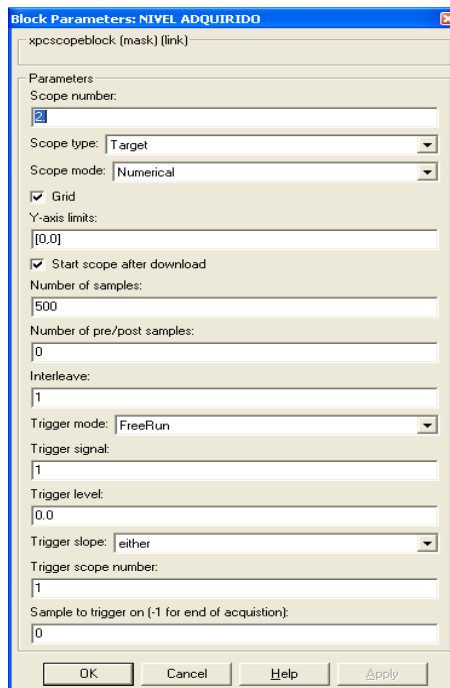 Block Parameters: NIVEL ADQUIRIDO
xpcscopeblock (mask) (link)
Parameters
Scope number:
2
Scope type: Target
Scope mode: Numerical
Grid
Y-axis limits:
[0,0]
Start scope after download
Number of samples:
500
Number of pre/post samples:
0
Interleave:
1
Trigger mode: FreeRun
Trigger signal:
1
Trigger level:
0.0
Trigger slope: either
Trigger scope number:
1
Sample to trigger on (-1 for end of acquistion):
0
OK Cancel Help Apply